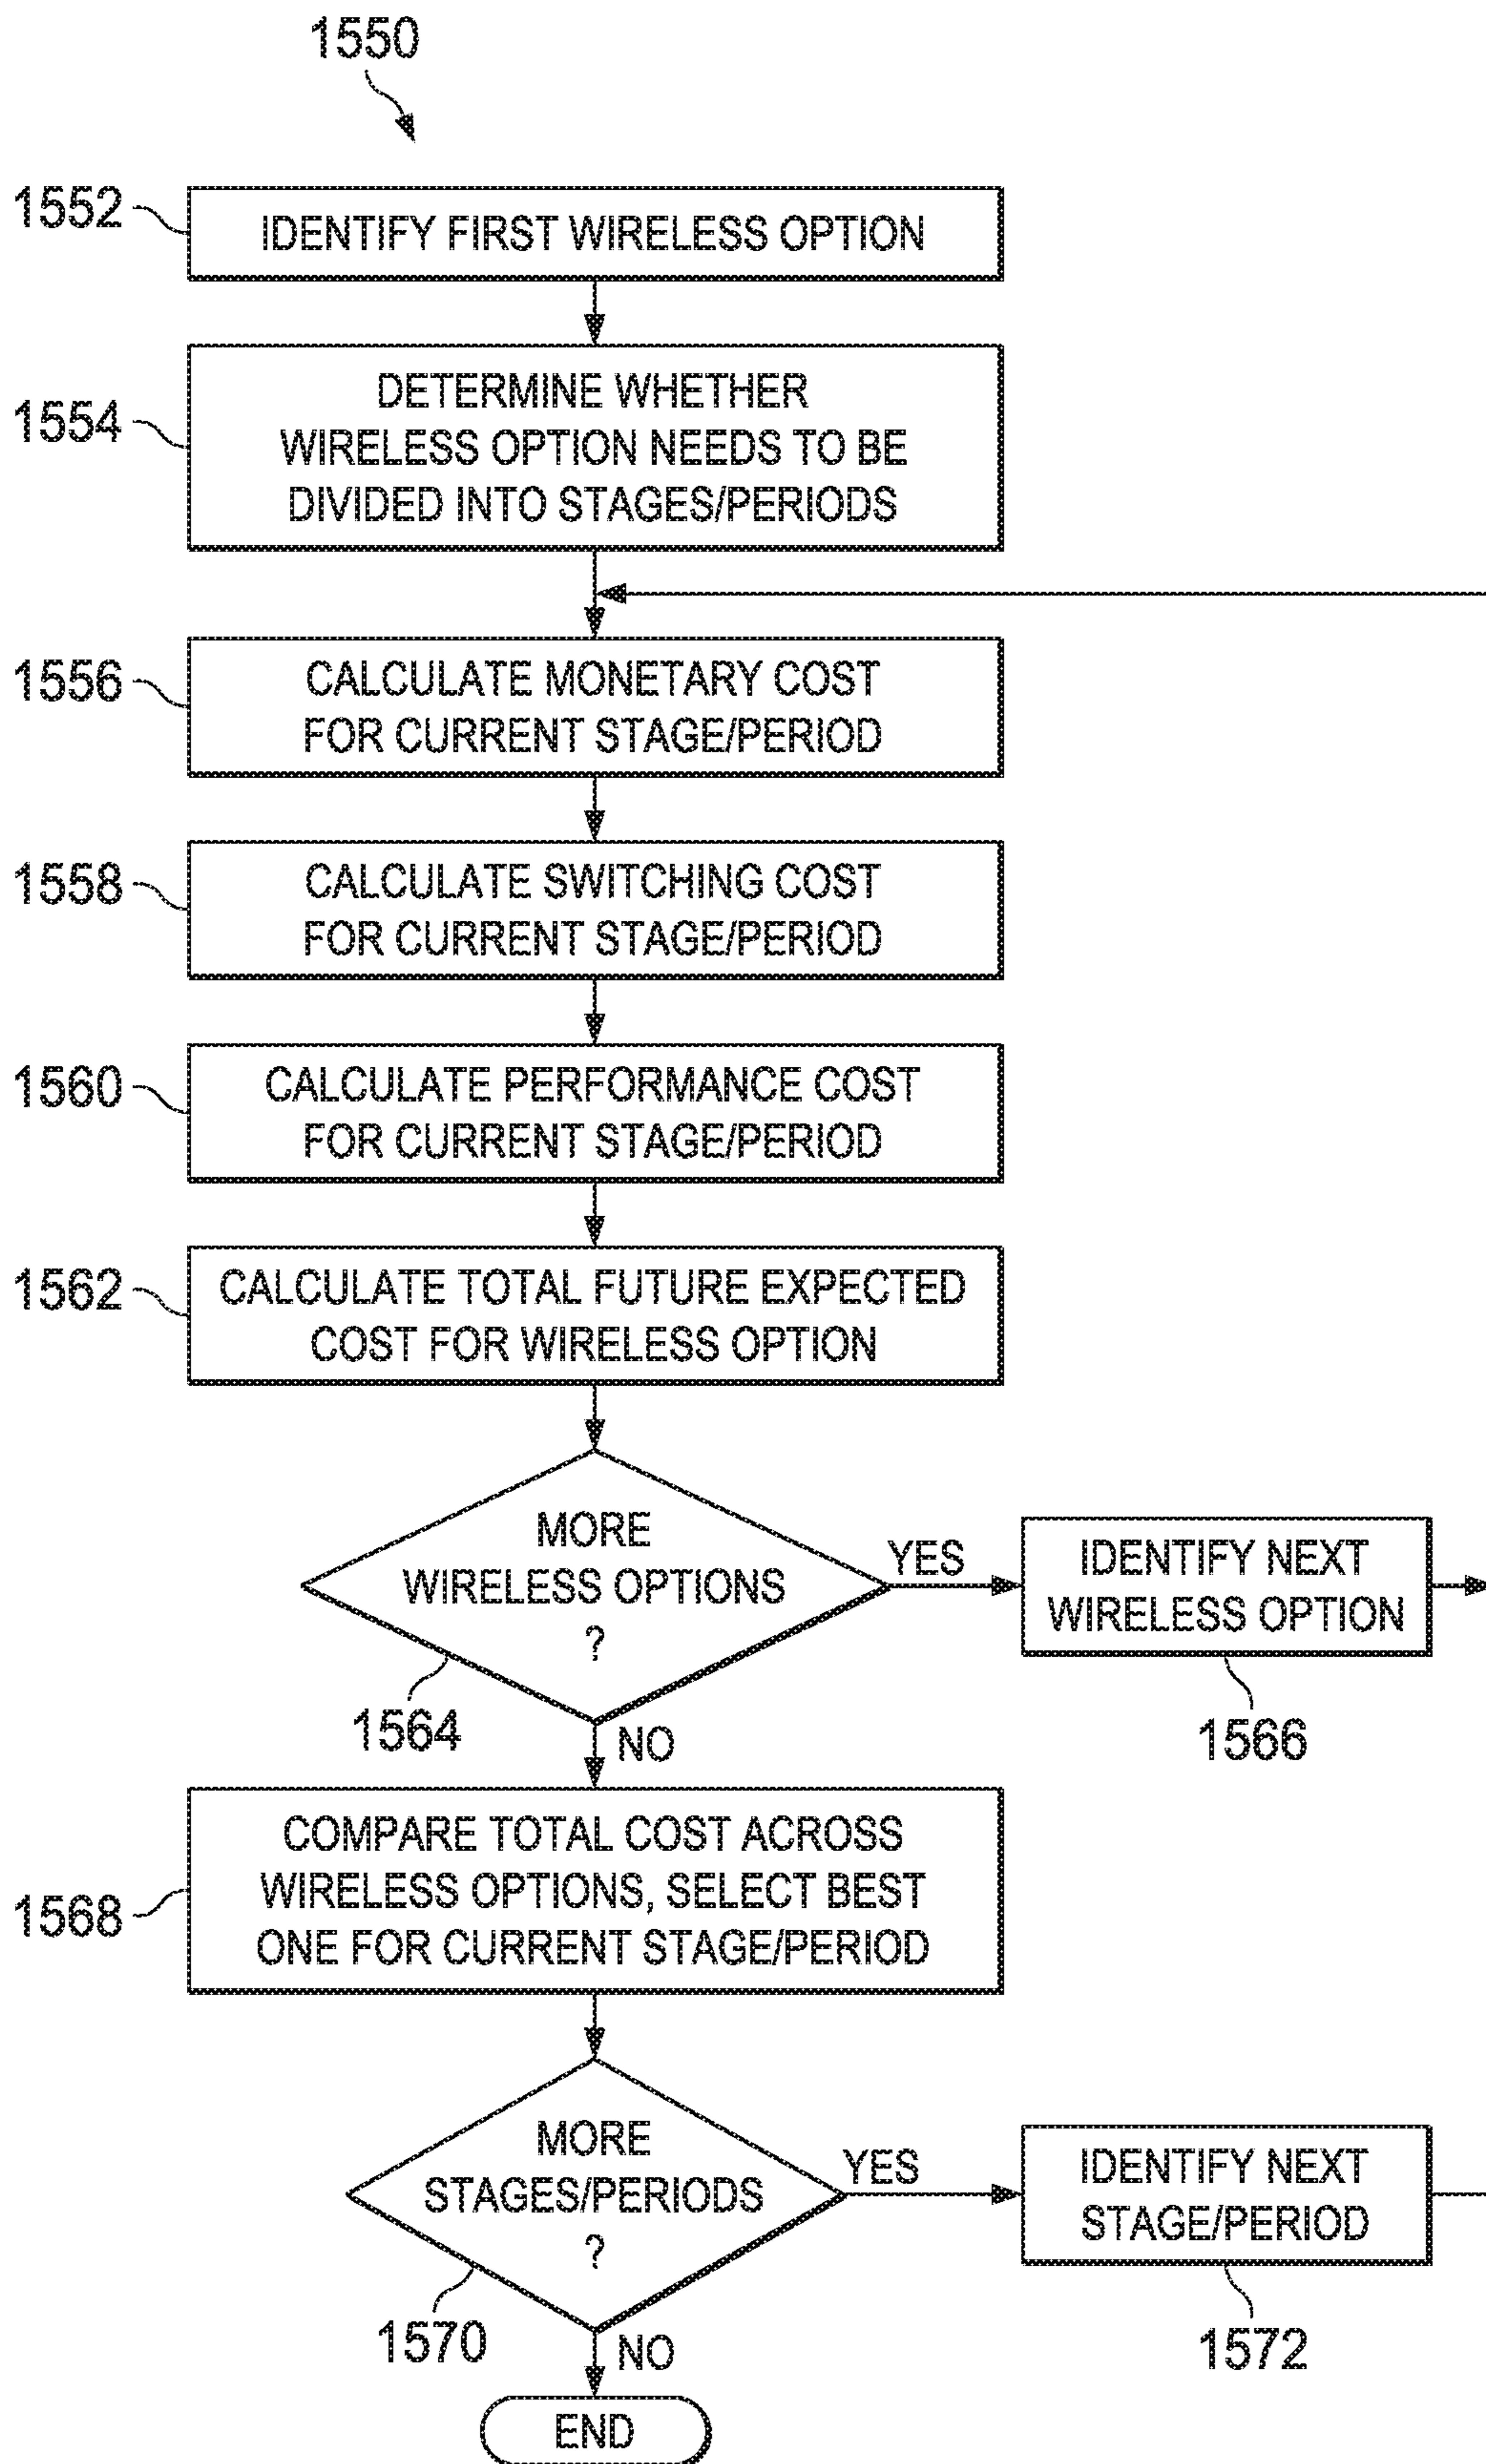 1550
1552
IDENTIFY FIRST WIRELESS OPTION
1554
DETERMINE WHETHER
WIRELESS OPTION NEEDS TO BE
DIVIDED INTO STAGES/PERIODS
1556
CALCULATE MONETARY COST
FOR CURRENT STAGE/PERIOD
1558
CALCULATE SWITCHING COST
FOR CURRENT STAGE/PERIOD
1560
CALCULATE PERFORMANCE COST
FOR CURRENT STAGE/PERIOD
1562
CALCULATE TOTAL FUTURE EXPECTED
COST FOR WIRELESS OPTION
MORE
WIRELESS OPTIONS
?
YES
IDENTIFY NEXT
WIRELESS OPTION
1564
1566
NO
1568
COMPARE TOTAL COST ACROSS
WIRELESS OPTIONS, SELECT BEST
ONE FOR CURRENT STAGE/PERIOD
MORE
STAGES/PERIODS
?
YES
IDENTIFY NEXT
STAGE/PERIOD
1570
1572
NO
END